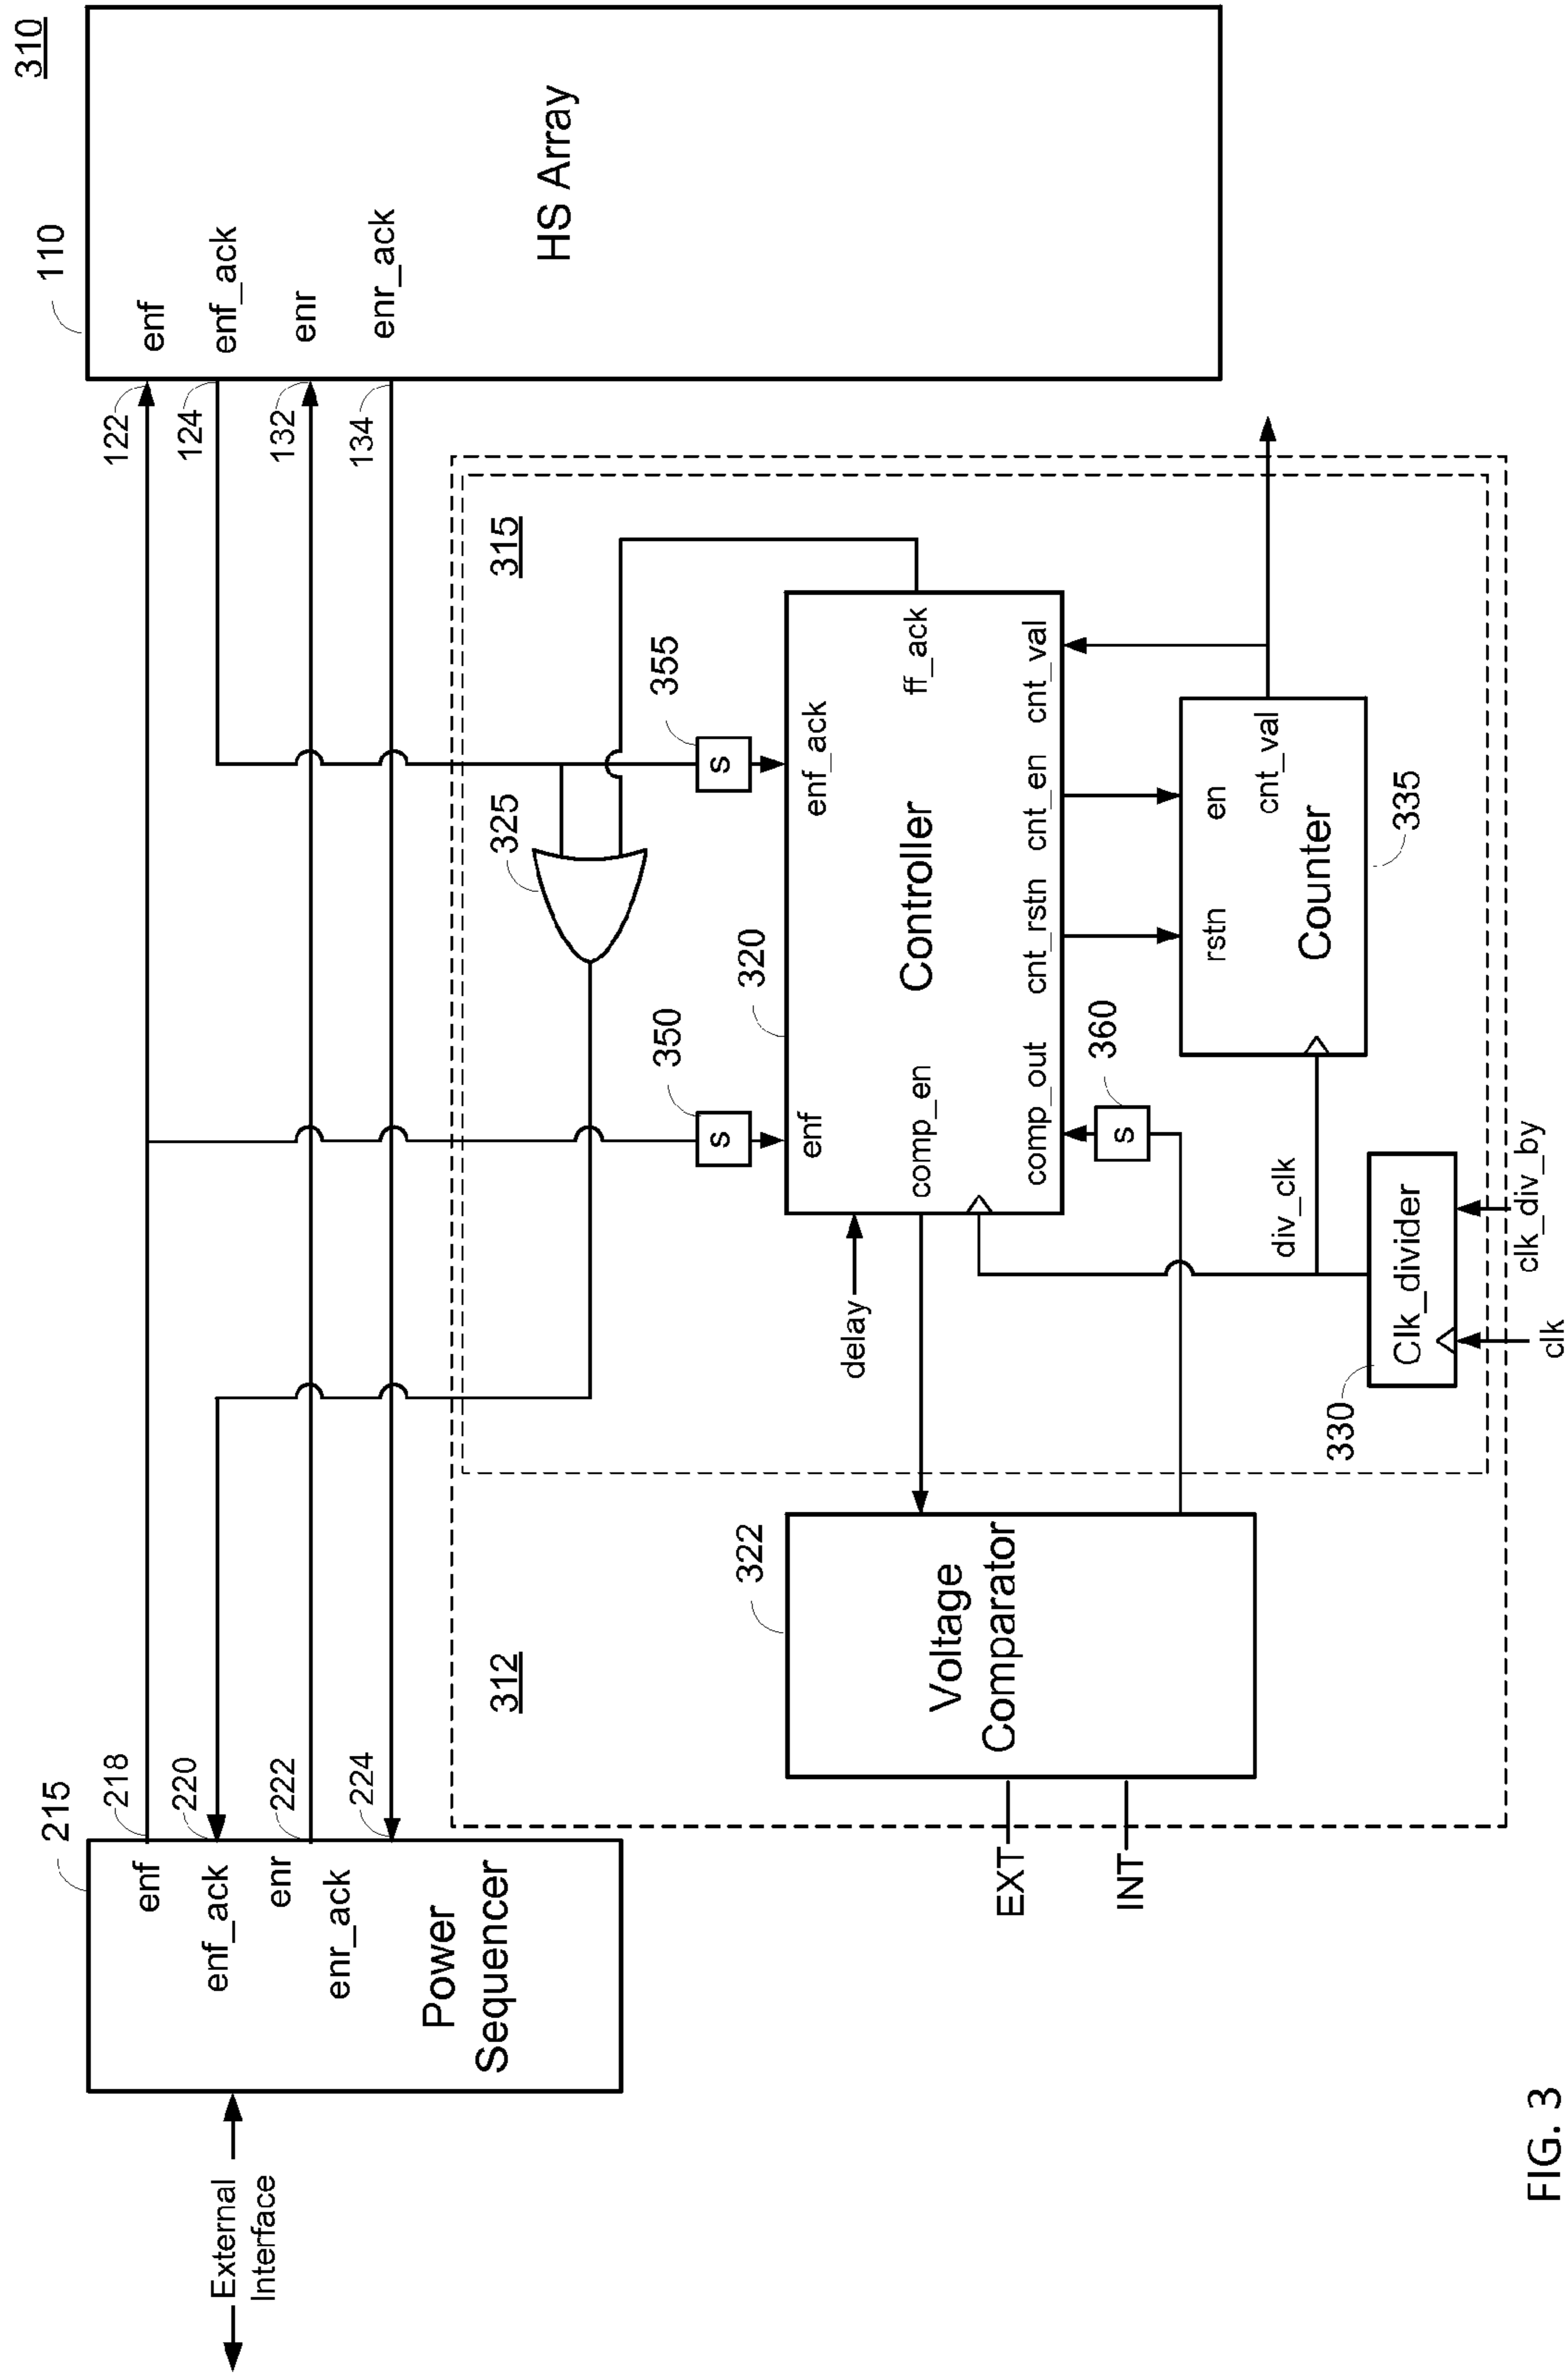 310
215
110
enf
218
122
enf
enf_ack
220
124
enf_ack
enr
222
132
enr
enr_ack
224
134
enr_ack
External
Interface
Power
Sequencer
HS Array
312
315
325
350
355
s
s
322
320
Voltage
Comparator
EXT
INT
delay
enf
enf_ack
comp_en
Controller
ff_ack
comp_out
cnt_rstn
cnt_en
cnt_val
360
s
rstn
en
cnt_val
Counter
335
div_clk
330
Clk_divider
clk
clk_div_by
FIG. 3